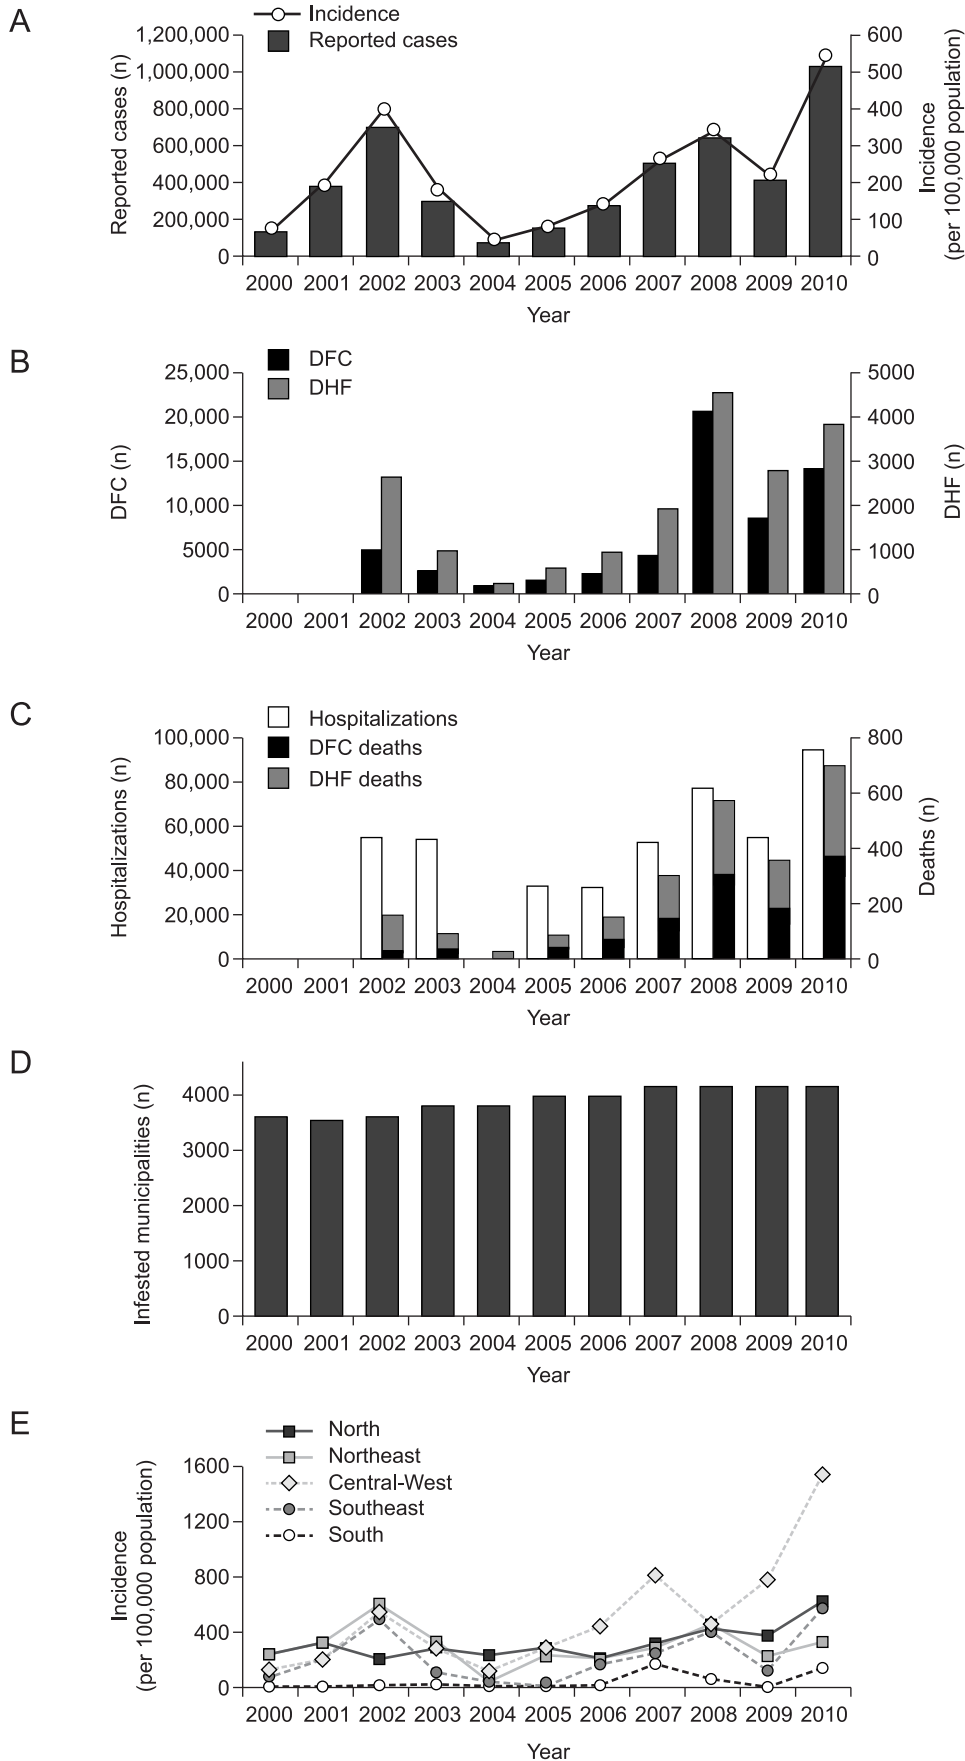 A
Incidence
Reported cases
1,200,000
1,000,000
800,000
600,000
400,000
200,000
0
Reported cases (n)
600
500
400
300
200
100
0
Incidence
(per 100,000 population)
2000 2001 2002 2003 2004 2005 2006 2007 2008 2009 2010
Year
B
DFC
DHF
25,000
20,000
15,000
10,000
5000
0
DFC (n)
5000
4000
3000
2000
1000
0
DHF (n)
2000 2001 2002 2003 2004 2005 2006 2007 2008 2009 2010
Year
C
Hospitalizations
DFC deaths
DHF deaths
100,000
80,000
60,000
40,000
20,000
0
Hospitalizations (n)
800
600
400
200
0
Deaths (n)
2000 2001 2002 2003 2004 2005 2006 2007 2008 2009 2010
Year
D
4000
3000
2000
1000
0
Infested municipalities (n)
2000 2001 2002 2003 2004 2005 2006 2007 2008 2009 2010
Year
E
North
Northeast
Central-West
Southeast
South
1600
1200
800
400
0
Incidence
(per 100,000 population)
2000 2001 2002 2003 2004 2005 2006 2007 2008 2009 2010
Year